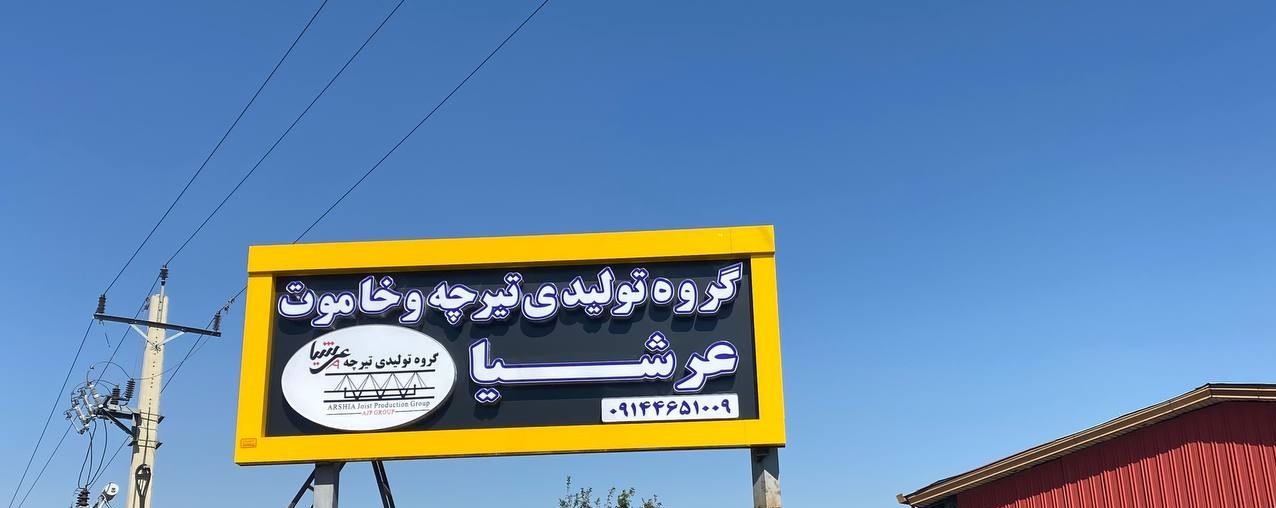 گروه تولیدی تیرچه و خاموت
عرشیا
۰۹۱۴۴۶۵۱۰۰۹
گروه تولیدی تیرچه عرشیا
ARSHIA Joist Production Group
AJP GROUP